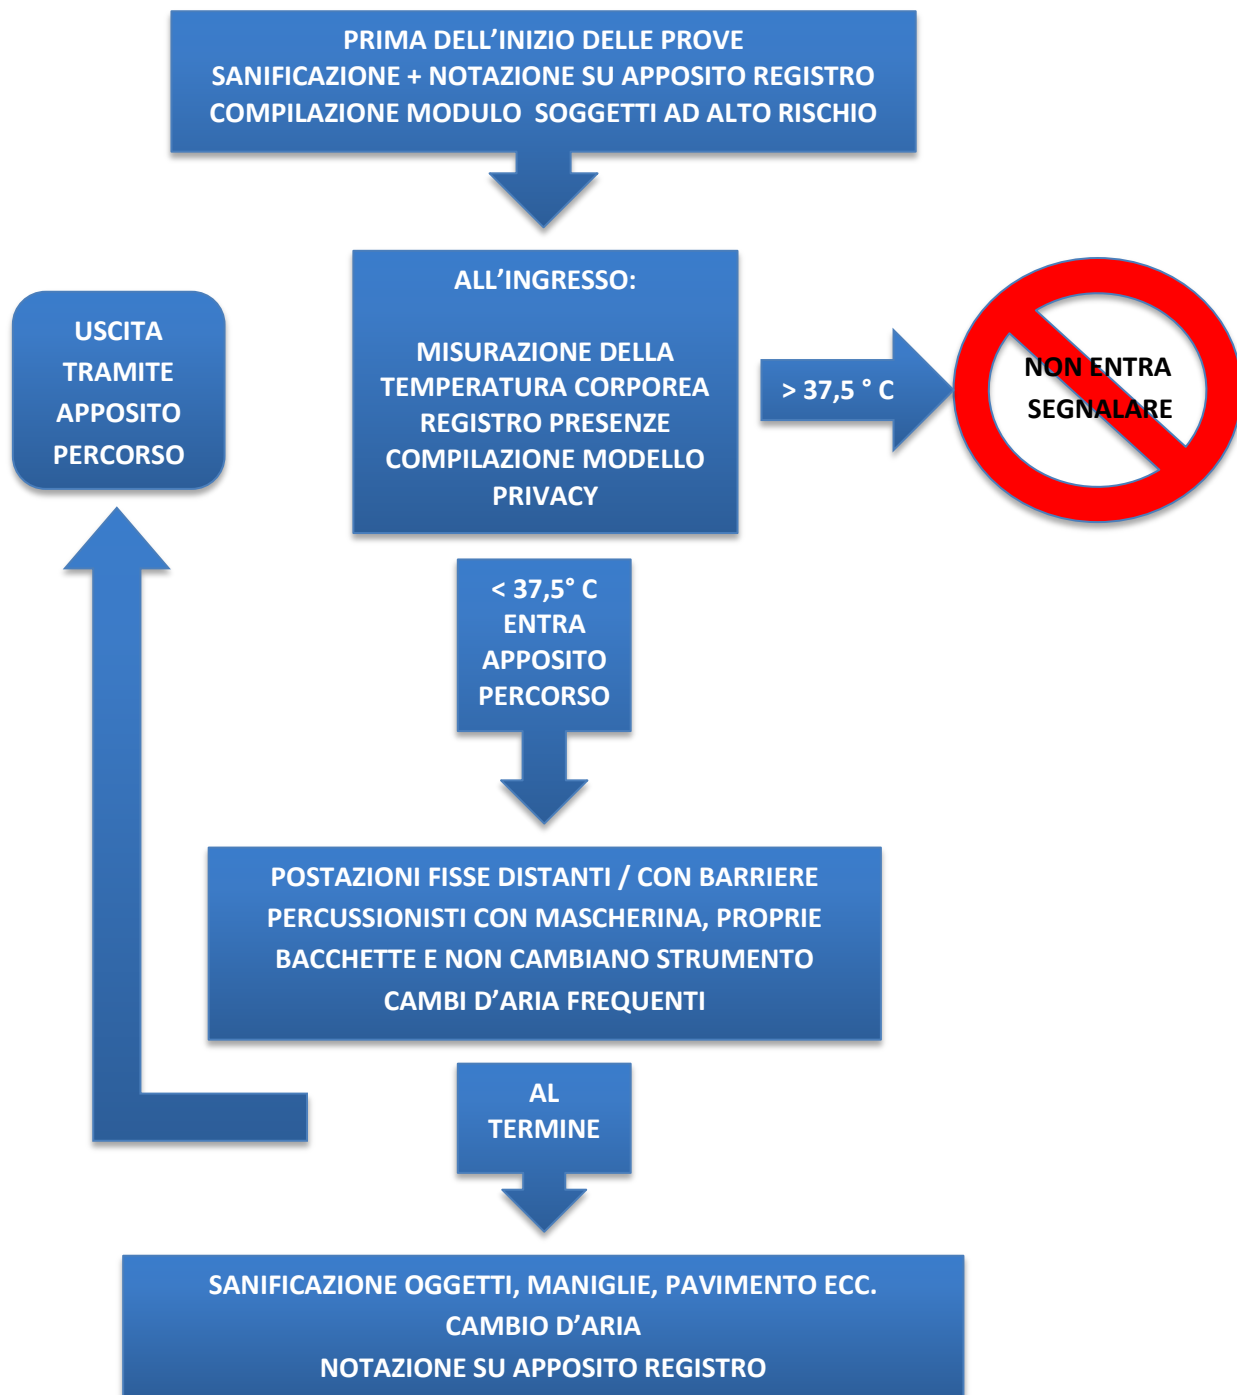 PRIMA DELL’INIZIO DELLE PROVE
SANIFICAZIONE + NOTAZIONE SU APPOSITO REGISTRO
COMPILAZIONE MODULO  SOGGETTI AD ALTO RISCHIO
ALL’INGRESSO:
MISURAZIONE DELLA
TEMPERATURA CORPOREA
REGISTRO PRESENZE
COMPILAZIONE MODELLO
PRIVACY
> 37,5 ° C
NON ENTRA
SEGNALARE
USCITA
TRAMITE
APPOSITO
PERCORSO
< 37,5° C
ENTRA
APPOSITO
PERCORSO
POSTAZIONI FISSE DISTANTI / CON BARRIERE
PERCUSSIONISTI CON MASCHERINA, PROPRIE
BACCHETTE E NON CAMBIANO STRUMENTO
CAMBI D’ARIA FREQUENTI
AL
TERMINE
SANIFICAZIONE OGGETTI, MANIGLIE, PAVIMENTO ECC.
CAMBIO D’ARIA
NOTAZIONE SU APPOSITO REGISTRO